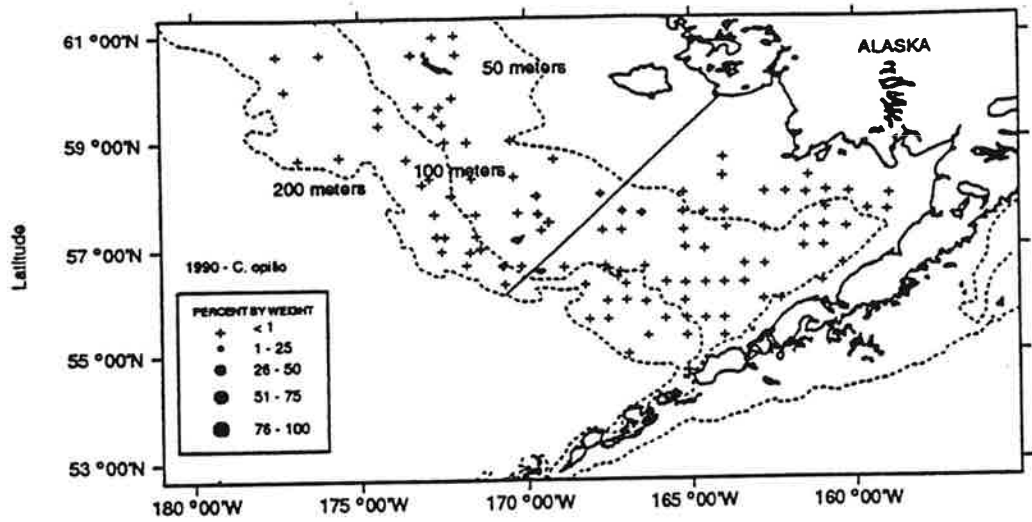 61 °00'N
59 °00'N
57 °00'N
55 °00'N
53 °00'N
Latitude
ALASKA
50 meters
100 meters
200 meters
1990 - C. opilio
PERCENT BY WEIGHT
< 1
1 - 25
26 - 50
51 - 75
76 - 100
180 °00'W
175 °00'W
170 °00'W
165 °00'W
160 °00'W